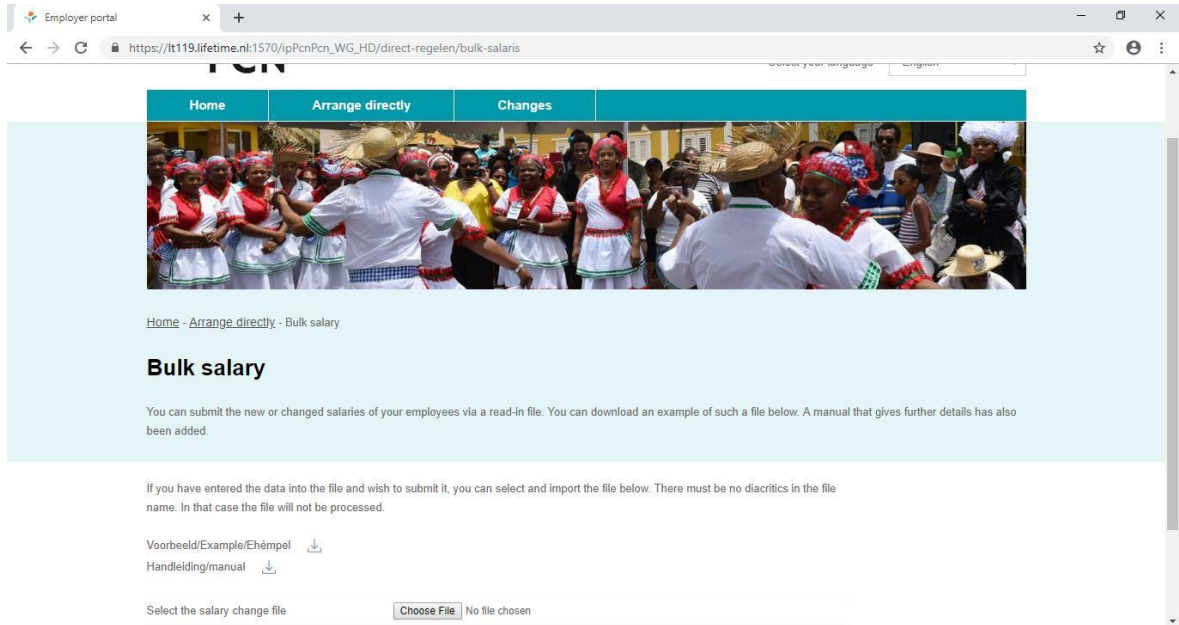 Employer portal
https://lt119.lifetime.nl:1570/ipPcnPcn_WG_HD/direct-regelen/bulk-salaris
PCN
Select your language English
Home Arrange directly Changes
Home - Arrange directly - Bulk salary
Bulk salary
You can submit the new or changed salaries of your employees via a read-in file. You can download an example of such a file below. A manual that gives further details has also
been added.
If you have entered the data into the file and wish to submit it, you can select and import the file below. There must be no diacritics in the file
name. In that case the file will not be processed.
Voorbeeld/Example/Ehèmpel
Handleiding/manual
Select the salary change file Choose File No file chosen